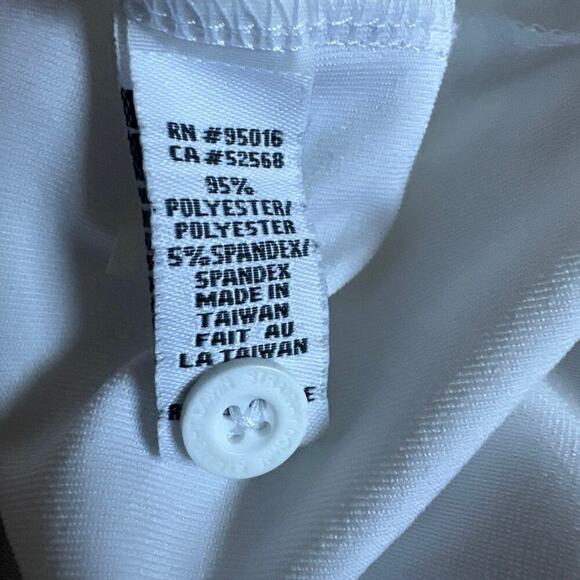 RN #95016
CA #52568
95%
POLYESTER/
POLYESTER
5%SPANDEX/
SPANDEX
MADE IN
TAIWAN
FAIT AU
LA TAIWAN